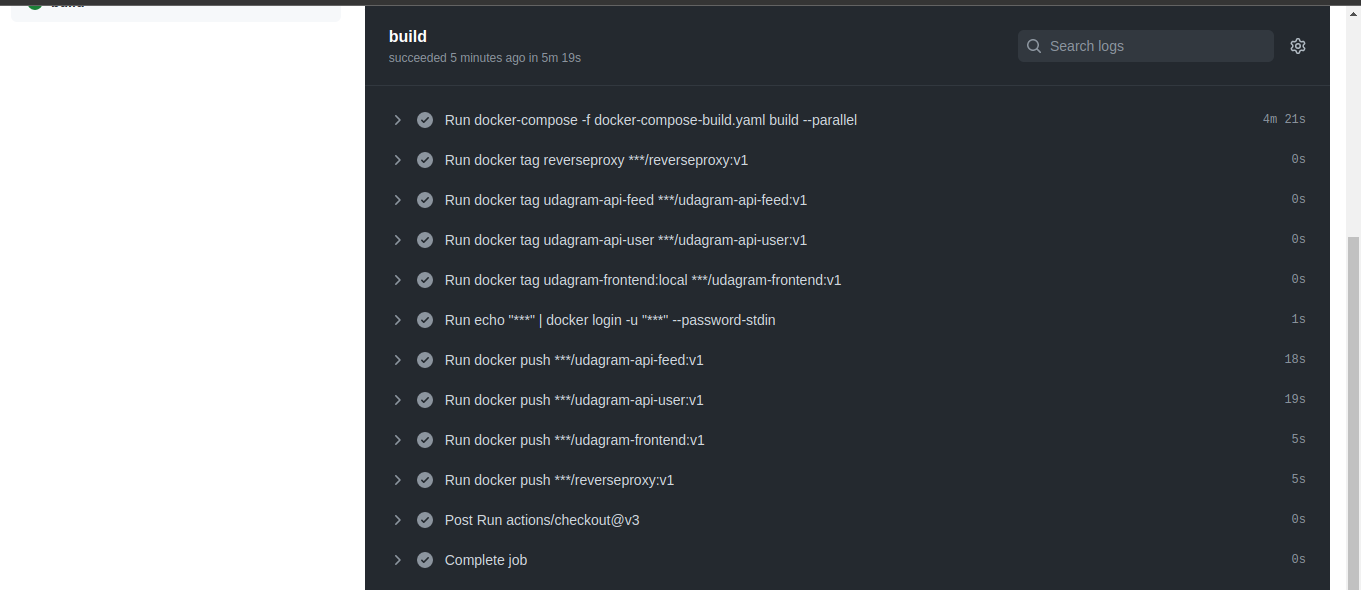 build
succeeded 5 minutes ago in 5m 19s
Search logs
Run docker-compose -f docker-compose-build.yaml build --parallel 4m 21s
Run docker tag reverseproxy ***/reverseproxy:v1 0s
Run docker tag udagram-api-feed ***/udagram-api-feed:v1 0s
Run docker tag udagram-api-user ***/udagram-api-user:v1 0s
Run docker tag udagram-frontend:local ***/udagram-frontend:v1 0s
Run echo "***" | docker login -u "***" --password-stdin 1s
Run docker push ***/udagram-api-feed:v1 18s
Run docker push ***/udagram-api-user:v1 19s
Run docker push ***/udagram-frontend:v1 5s
Run docker push ***/reverseproxy:v1 5s
Post Run actions/checkout@v3 0s
Complete job 0s